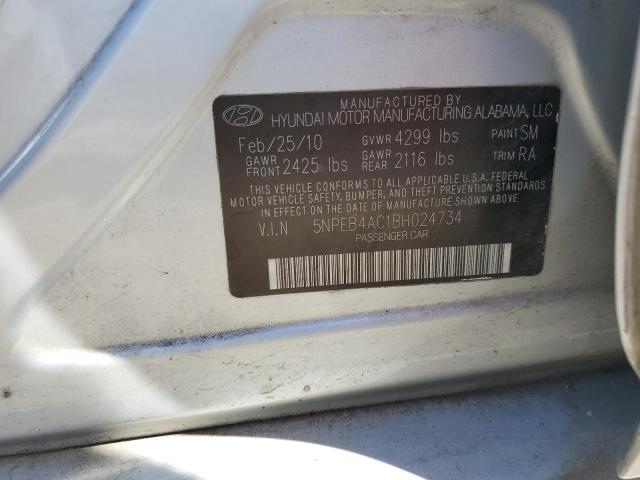 MANUFACTURED BY
HYUNDAI MOTOR MANUFACTURING ALABAMA, LLC
Feb/25/10 GVWR 4299 lbs PAINT SM
GAWR FRONT 2425 lbs GAWR REAR 2116 lbs TRIM RA
THIS VEHICLE CONFORMS TO ALL APPLICABLE U.S.A. FEDERAL
MOTOR VEHICLE SAFETY, BUMPER, AND THEFT PREVENTION
STANDARDS IN EFFECT ON THE DATE OF MANUFACTURE SHOWN ABOVE
V.I.N 5NPEB4AC1BH024734
PASSENGER CAR